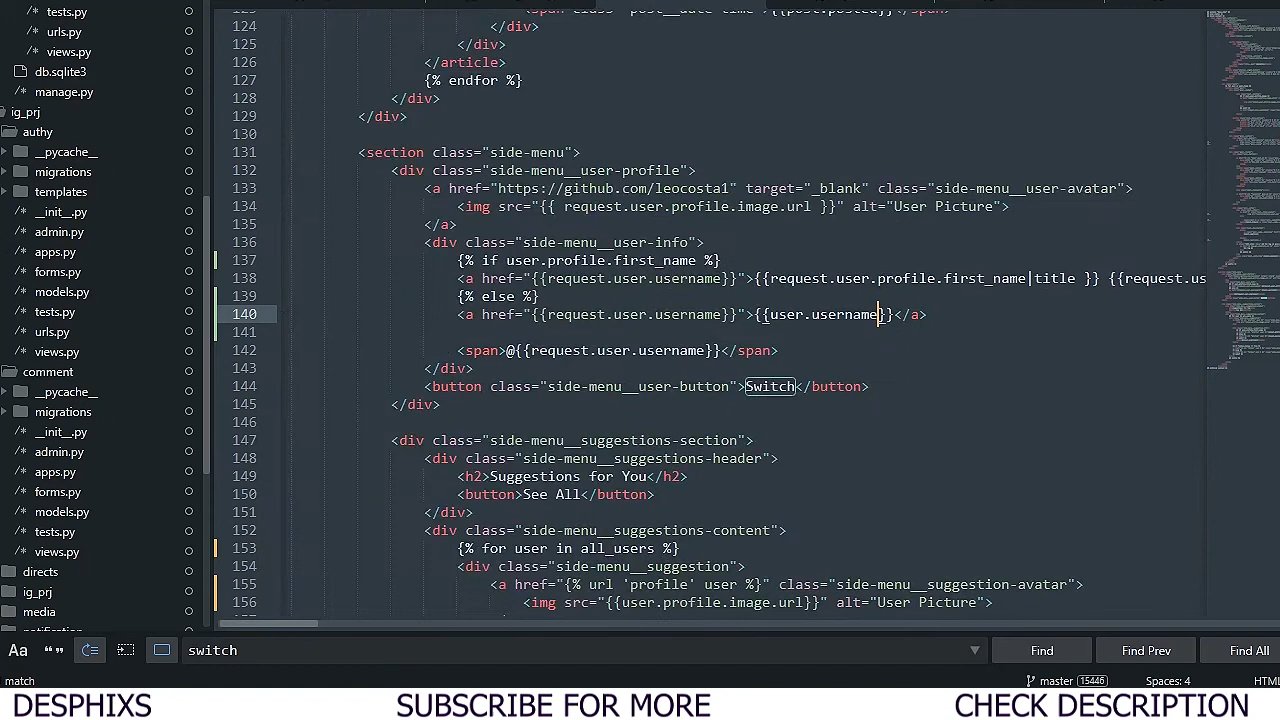 tests.py
/* urls.py
/* views.py
db.sqlite3
/* manage.py
ig_prj
authy
__pycache__
migrations
templates
/* __init__.py
/* admin.py
/* apps.py
/* forms.py
/* models.py
/* tests.py
/* urls.py
/* views.py
comment
__pycache__
migrations
/* __init__.py
/* admin.py
/* apps.py
/* forms.py
/* models.py
/* tests.py
/* views.py
directs
ig_prj
media
124 </div>
125 </div>
126 </article>
127 {% endfor %}
128 </div>
129 </div>
130
131 <section class="side-menu">
132 <div class="side-menu__user-profile">
133 <a href="https://github.com/leocosta1" target="_blank" class="side-menu__user-avatar">
134 <img src="{{ request.user.profile.image.url }}" alt="User Picture">
135 </a>
136 <div class="side-menu__user-info">
137 {% if user.profile.first_name %}
138 <a href="{{request.user.username}}">{{request.user.profile.first_name|title }} {{request.us
139 {% else %}
140 <a href="{{request.user.username}}">{{user.username}}</a>
141
142 <span>@{{request.user.username}}</span>
143 </div>
144 <button class="side-menu__user-button">Switch</button>
145 </div>
146
147 <div class="side-menu__suggestions-section">
148 <div class="side-menu__suggestions-header">
149 <h2>Suggestions for You</h2>
150 <button>See All</button>
151 </div>
152 <div class="side-menu__suggestions-content">
153 {% for user in all_users %}
154 <div class="side-menu__suggestion">
155 <a href="{% url 'profile' user %}" class="side-menu__suggestion-avatar">
156 <img src="{{user.profile.image.url}}" alt="User Picture">
Aa switch Find Find Prev Find All
match master 15446 Spaces: 4 HTM
DESPHIXS SUBSCRIBE FOR MORE CHECK DESCRIPTION